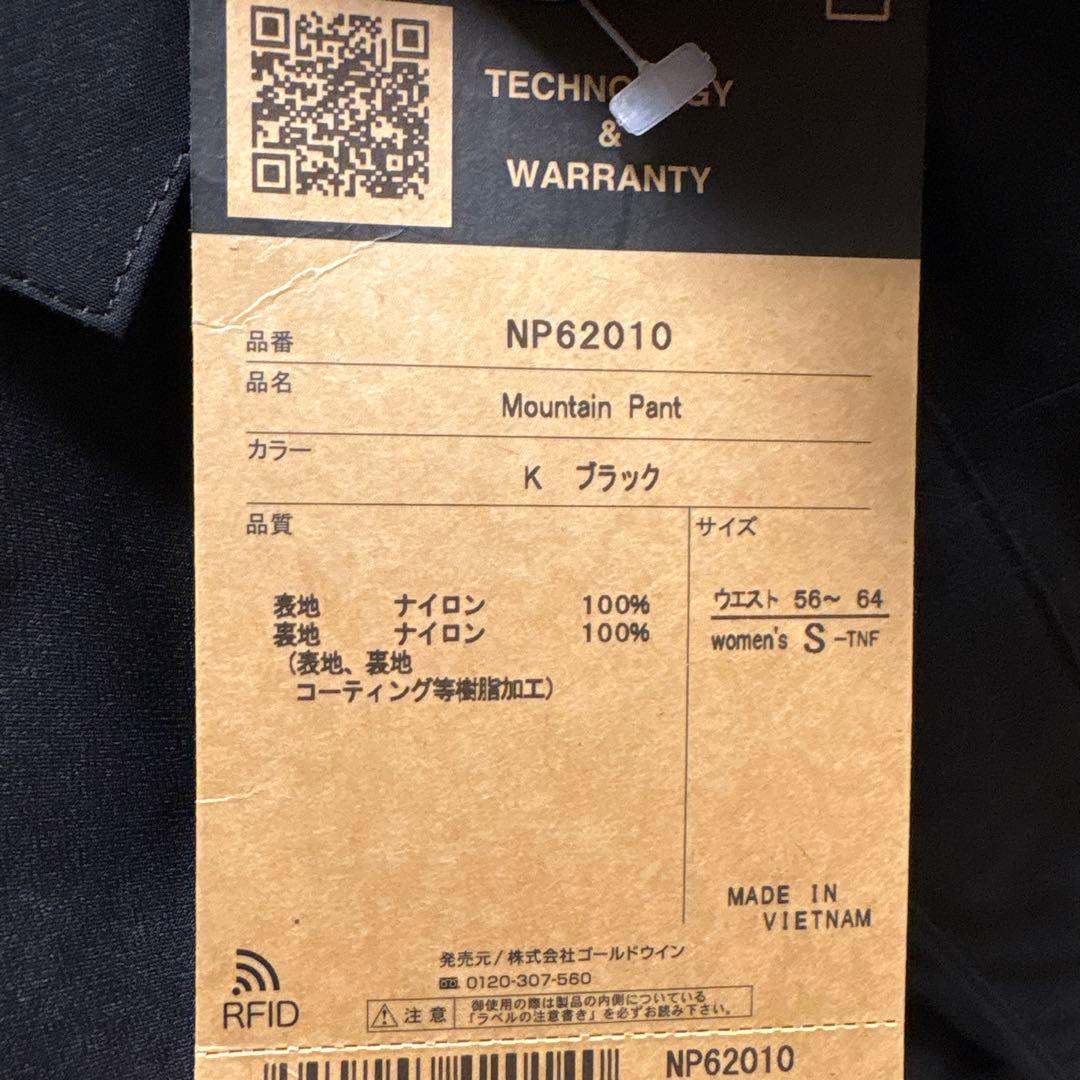 TECHNOLOGY
&
WARRANTY
品番 NP62010
品名
Mountain Pant
カラー
K ブラック
品質
サイズ
表地 ナイロン 100%
裏地 ナイロン 100%
(表地、裏地
コーティング等樹脂加工)
ウエスト 56~ 64
women's S-TNF
MADE IN
VIETNAM
発売元/株式会社ゴールドウイン
0120-307-560
RFID
注意
御使用の際は製品の内側についている
「ラベルの注意書き」を必ずお読み下さい。
NP62010